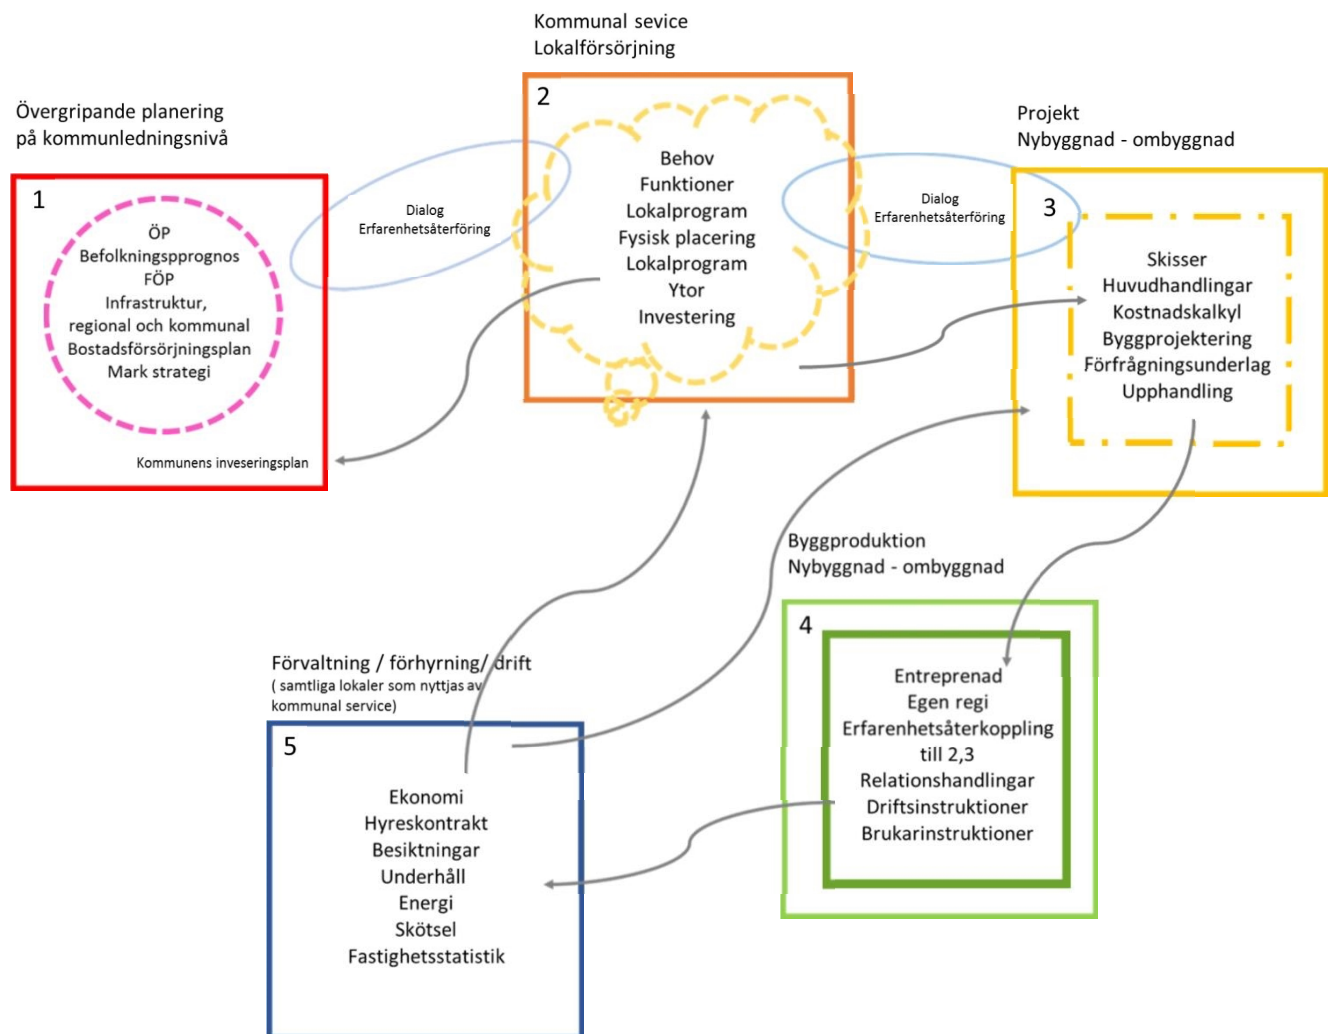 Kommunal sevice
Lokalförsörjning
Övergripande planering
på kommunledningsnivå
Projekt
Nybyggnad - ombyggnad
1
ÖP
Befolkningspprognos
FÖP
Infrastruktur,
regional och kommunal
Bostadsförsörjningsplan
Mark strategi
Kommunens inveseringsplan
Dialog
Erfarenhetsåterföring
2
Behov
Funktioner
Lokalprogram
Fysisk placering
Lokalprogram
Ytor
Investering
Dialog
Erfarenhetsåterföring
3
Skisser
Huvudhandlingar
Kostnadskalkyl
Byggprojektering
Förfrågningsunderlag
Upphandling
Byggproduktion
Nybyggnad - ombyggnad
4
Entreprenad
Egen regi
Erfarenhetsåterkoppling
till 2,3
Relationshandlingar
Driftsinstruktioner
Brukarinstruktioner
Förvaltning / förhyrning/ drift
( samtliga lokaler som nyttjas av
kommunal service)
5
Ekonomi
Hyreskontrakt
Besiktningar
Underhåll
Energi
Skötsel
Fastighetsstatistik